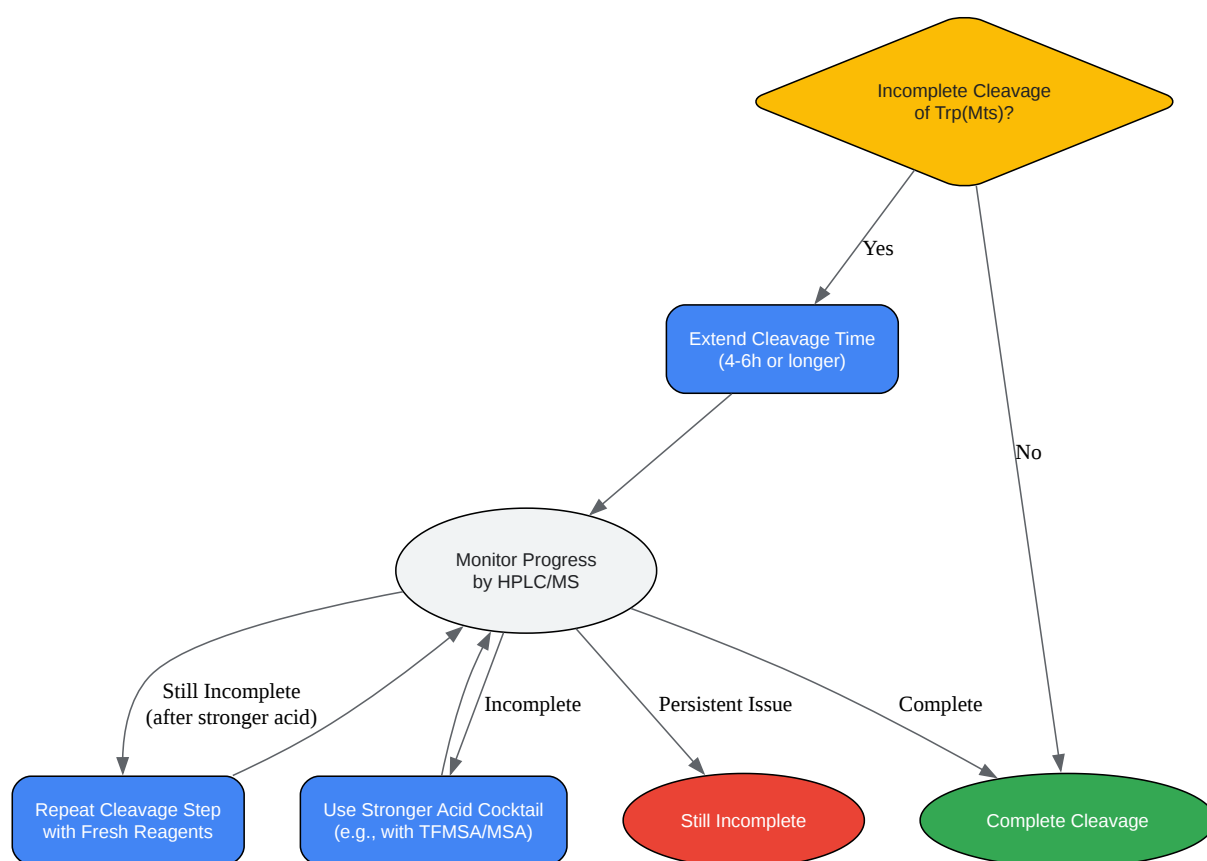 Incomplete Cleavage
of Trp(Mts)?
Yes
Extend Cleavage Time
(4-6h or longer)
No
Monitor Progress
by HPLC/MS
Still Incomplete
(after stronger acid)
Incomplete
Persistent Issue
Complete
Repeat Cleavage Step
with Fresh Reagents
Use Stronger Acid Cocktail
(e.g., with TFMSA/MSA)
Still Incomplete
Complete Cleavage